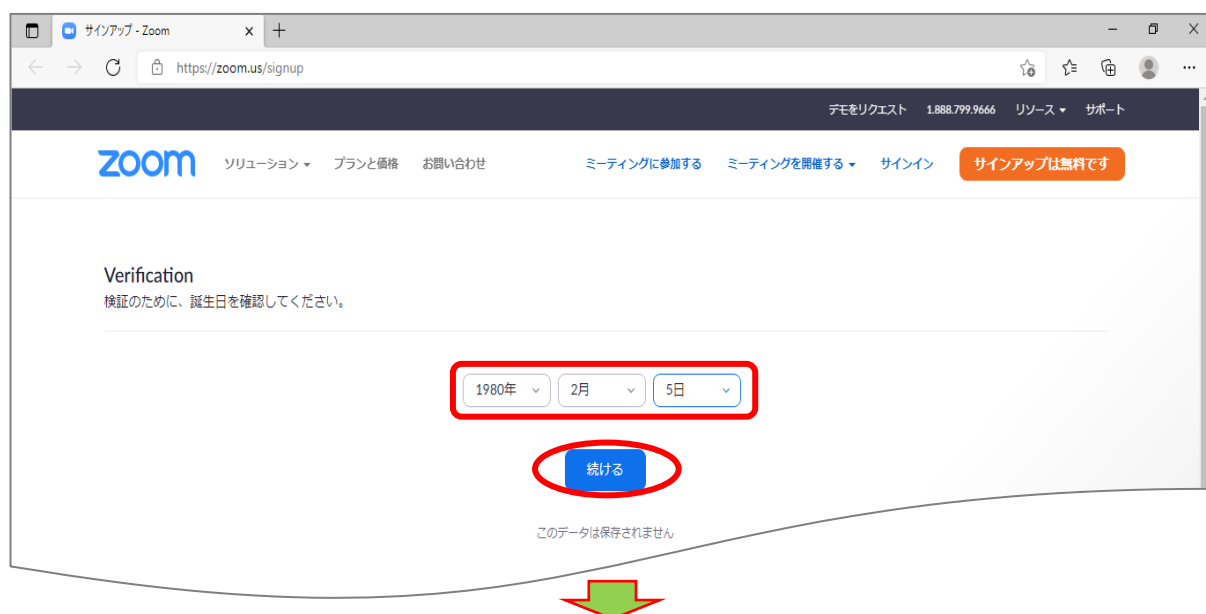 サインアップ - Zoom
https://zoom.us/signup
デモをリクエスト 1.888.799.9666 リソース サポート
zoom ソリューション プランと価格 お問い合わせ ミーティングに参加する ミーティングを開催する サインイン サインアップは無料です
Verification
検証のために、誕生日を確認してください。
1980年 2月 5日
続ける
このデータは保存されません